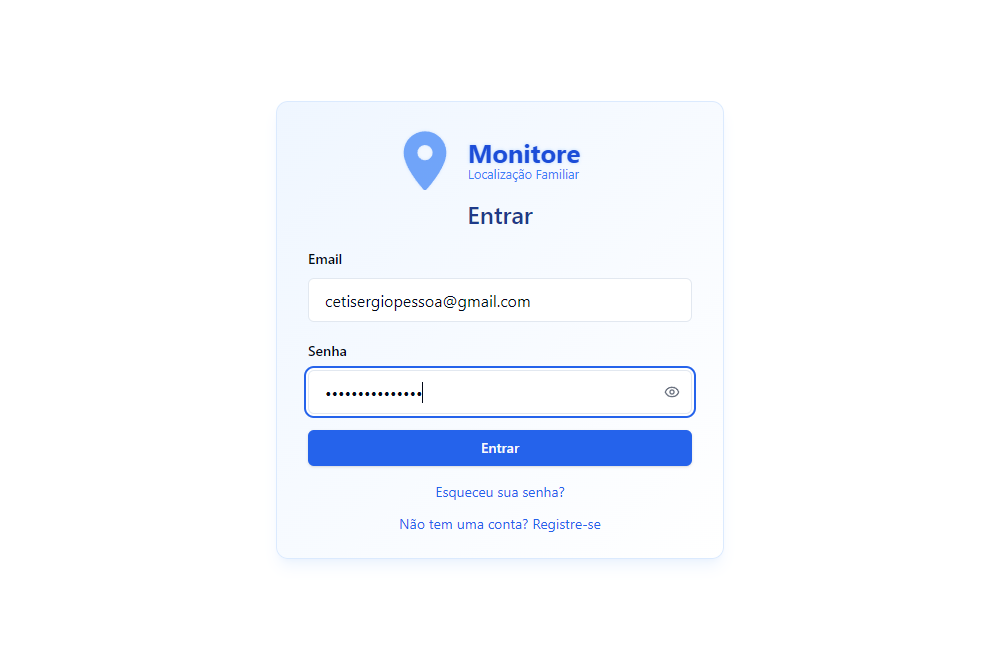 Monitore
Localização Familiar
Entrar
Email
cetisergiopessoa@gmail.com
Senha
•••••••••••••••
Entrar
Esqueceu sua senha?
Não tem uma conta? Registre-se